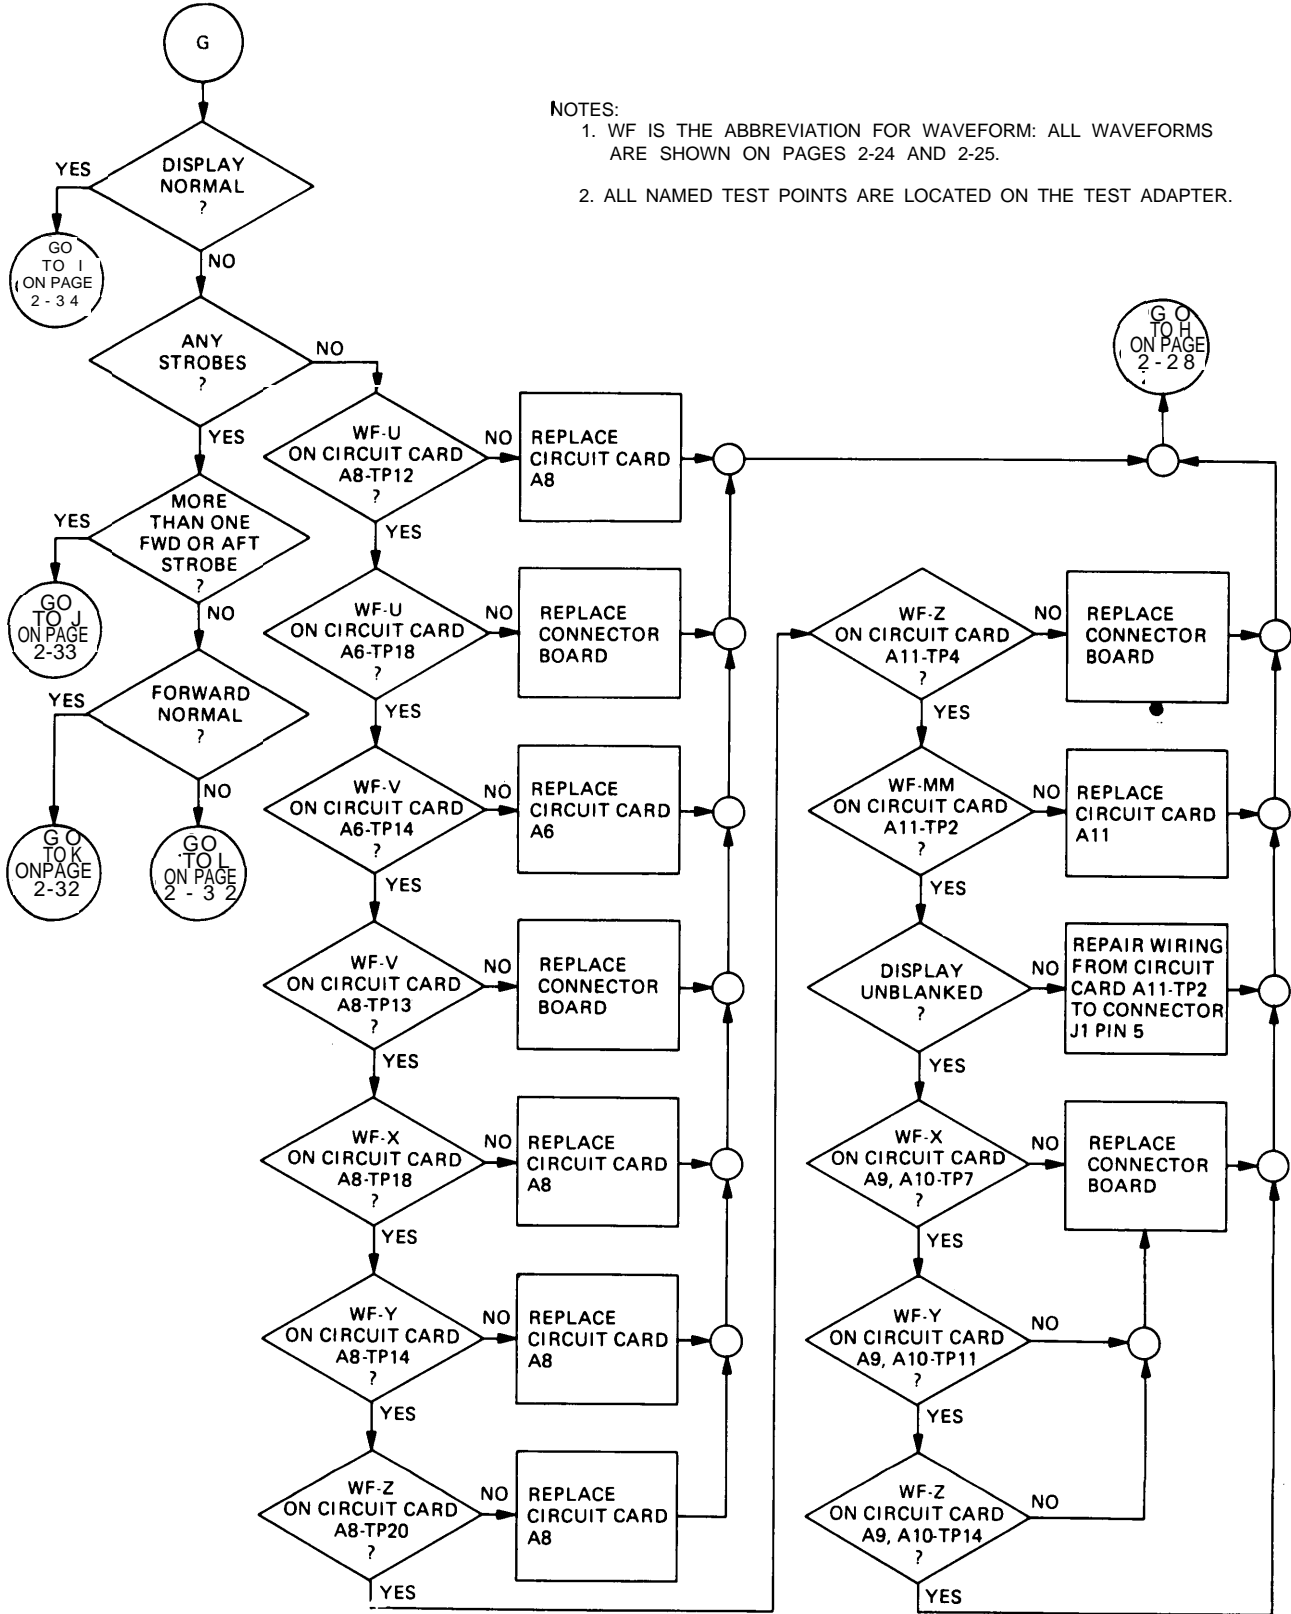 G
NOTES:
1. WF IS THE ABBREVIATION FOR WAVEFORM: ALL WAVEFORMS
ARE SHOWN ON PAGES 2-24 AND 2-25.
2. ALL NAMED TEST POINTS ARE LOCATED ON THE TEST ADAPTER.
DISPLAY
NORMAL
?
YES
GO
TO I
ON PAGE
2-34
NO
ANY
STROBES
?
NO
YES
MORE
THAN ONE
FWD OR AFT
STROBE
?
YES
GO
TO J
ON PAGE
2-33
NO
FORWARD
NORMAL
?
YES
GO
TO K
ON PAGE
2-32
NO
GO
TO L
ON PAGE
2-32
WF-U
ON CIRCUIT CARD
A8-TP12
?
NO
REPLACE
CIRCUIT CARD
A8
YES
WF-U
ON CIRCUIT CARD
A6-TP18
?
NO
REPLACE
CONNECTOR
BOARD
YES
WF-V
ON CIRCUIT CARD
A6-TP14
?
NO
REPLACE
CIRCUIT CARD
A6
YES
WF-V
ON CIRCUIT CARD
A8-TP13
?
NO
REPLACE
CONNECTOR
BOARD
YES
WF-X
ON CIRCUIT CARD
A8-TP18
?
NO
REPLACE
CIRCUIT CARD
A8
YES
WF-Y
ON CIRCUIT CARD
A8-TP14
?
NO
REPLACE
CIRCUIT CARD
A8
YES
WF-Z
ON CIRCUIT CARD
A8-TP20
?
NO
REPLACE
CIRCUIT CARD
A8
YES
GO
TO H
ON PAGE
2-28
WF-Z
ON CIRCUIT CARD
A11-TP4
?
NO
REPLACE
CONNECTOR
BOARD
YES
WF-MM
ON CIRCUIT CARD
A11-TP2
?
NO
REPLACE
CIRCUIT CARD
A11
YES
DISPLAY
UNBLANKED
?
NO
REPAIR WIRING
FROM CIRCUIT
CARD A11-TP2
TO CONNECTOR
J1 PIN 5
YES
WF-X
ON CIRCUIT CARD
A9, A10-TP7
?
NO
REPLACE
CONNECTOR
BOARD
YES
WF-Y
ON CIRCUIT CARD
A9, A10-TP11
?
NO
YES
WF-Z
ON CIRCUIT CARD
A9, A10-TP14
?
NO
YES